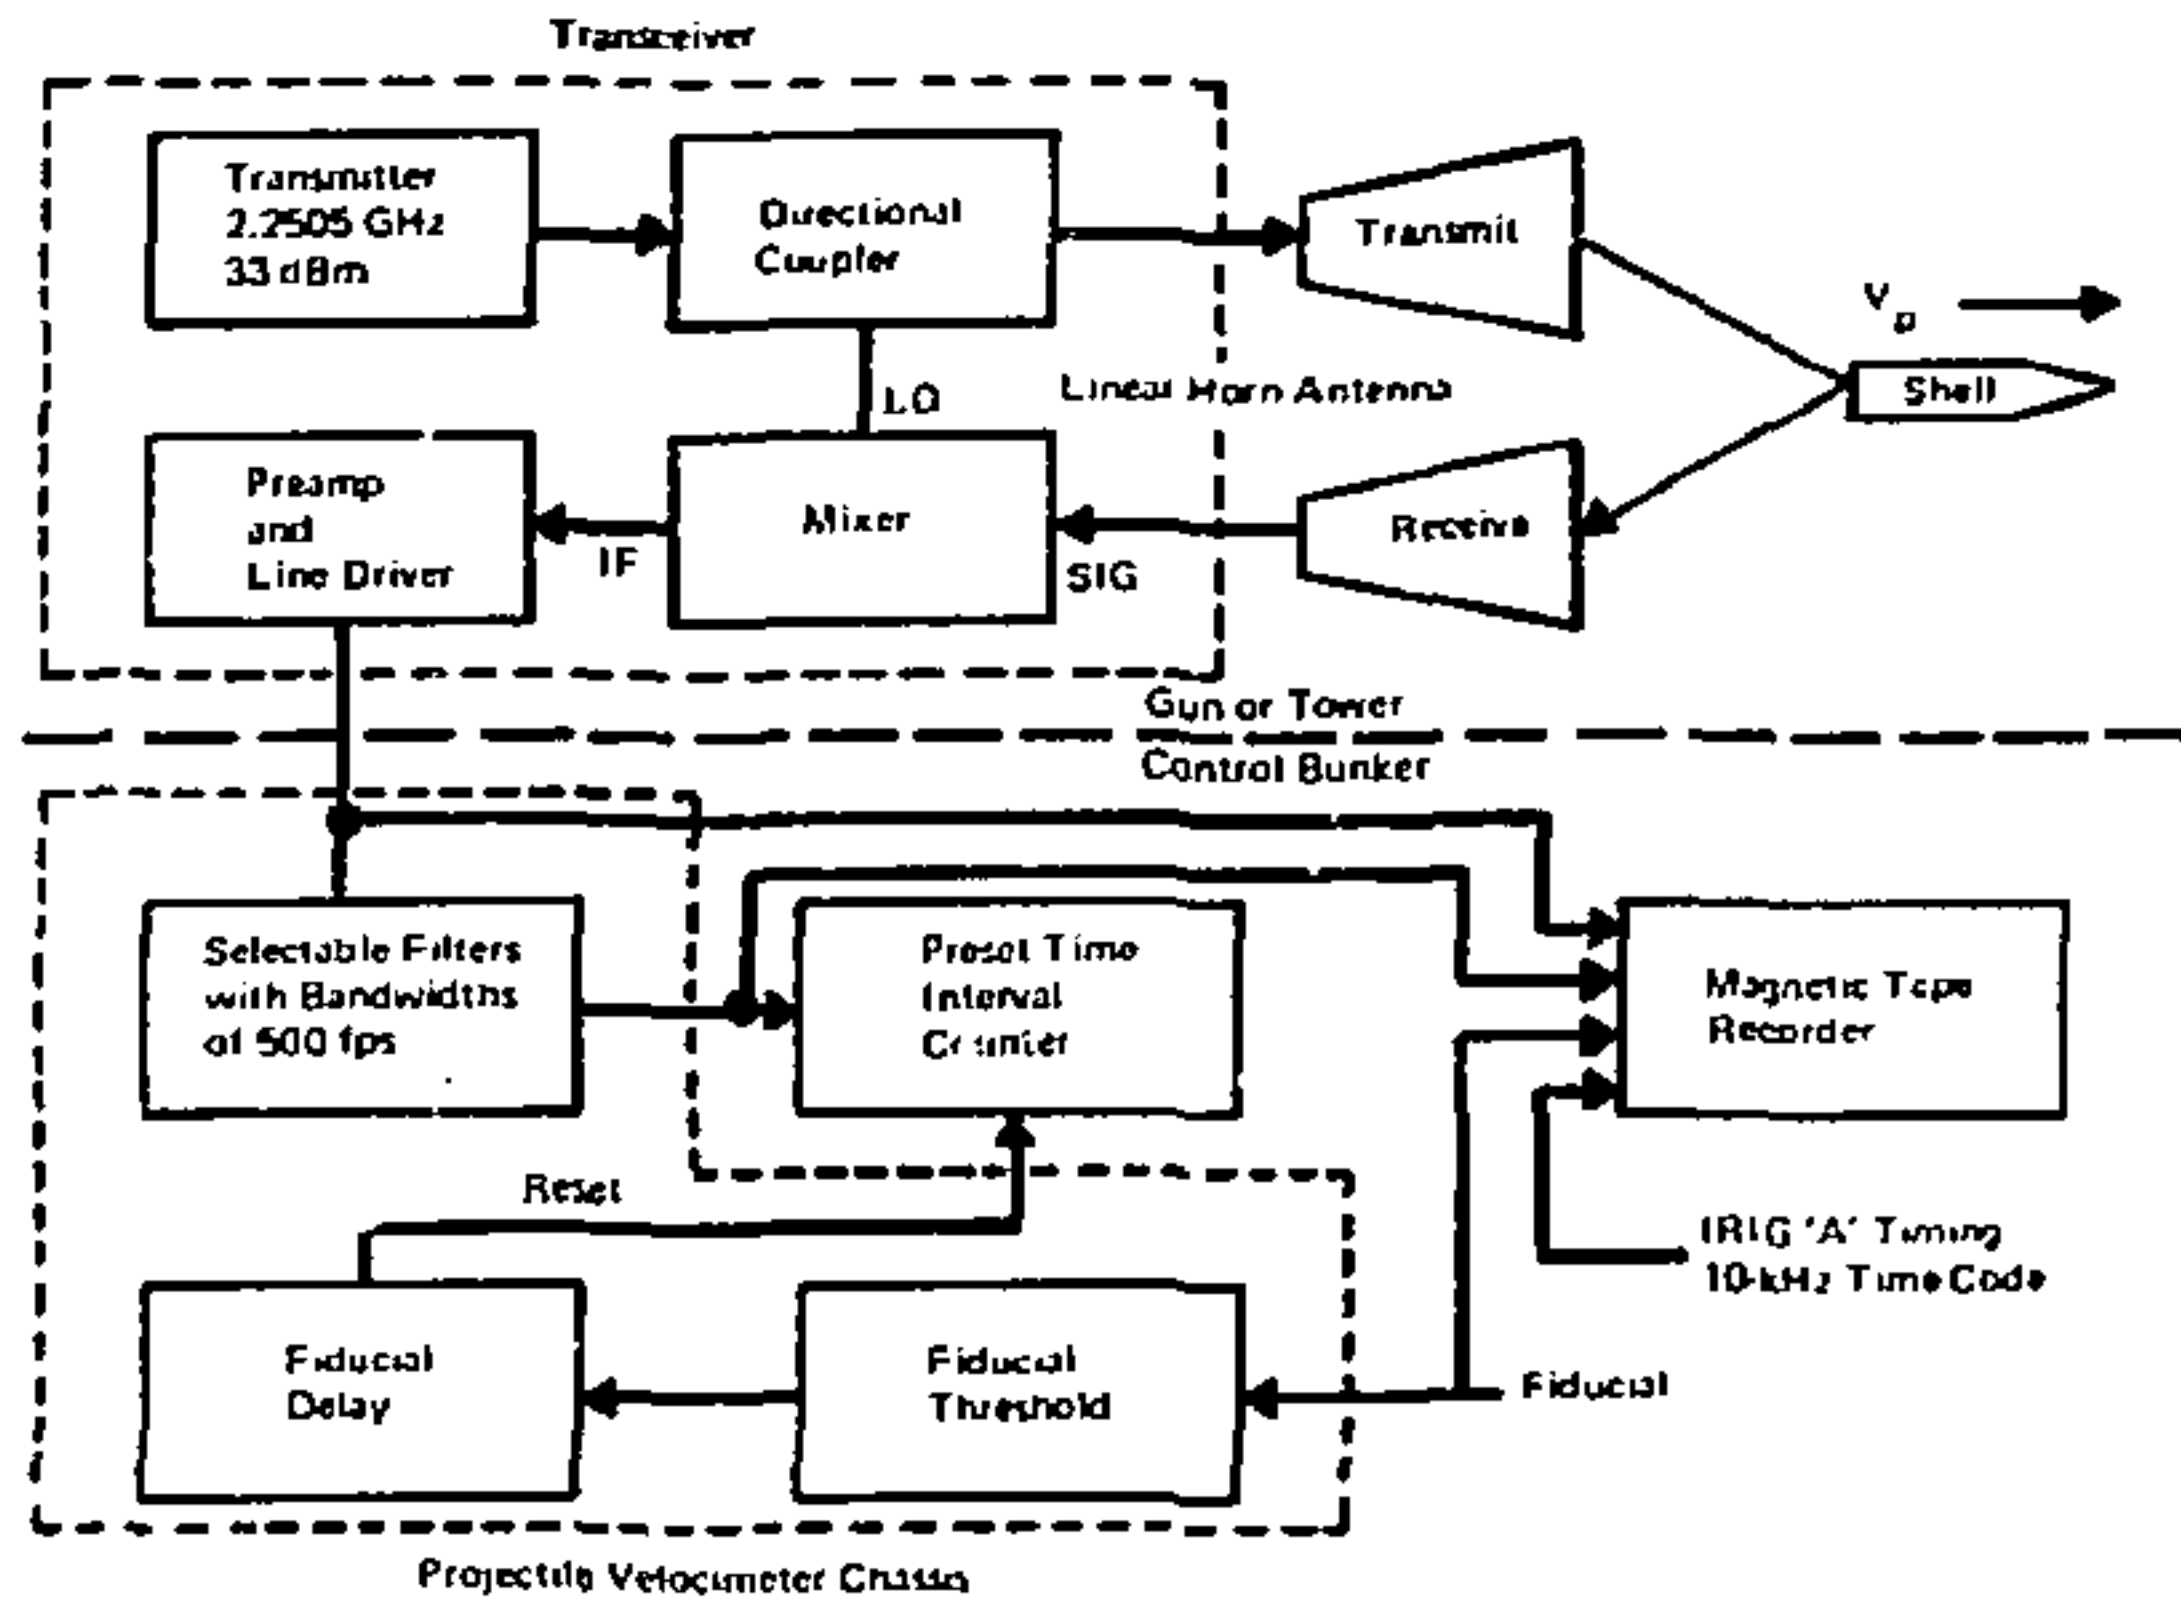 Transceiver
Transmitter
2.2505 GHz
33 dBm
Directional
Coupler
Transmit
V p
Shell
LO
Linear Horn Antenna
Preamp
and
Line Driver
IF
Mixer
SIG
Receive
Gun or Tower
Control Bunker
Selectable Filters
with Bandwidths
of 500 fps
Preset Time
Interval
Counter
Magnetic Tape
Recorder
Reset
IRIG 'A' Timing
10-kHz Time Code
Fiducial
Delay
Fiducial
Threshold
Fiducial
Projectile Velocimeter Chassis